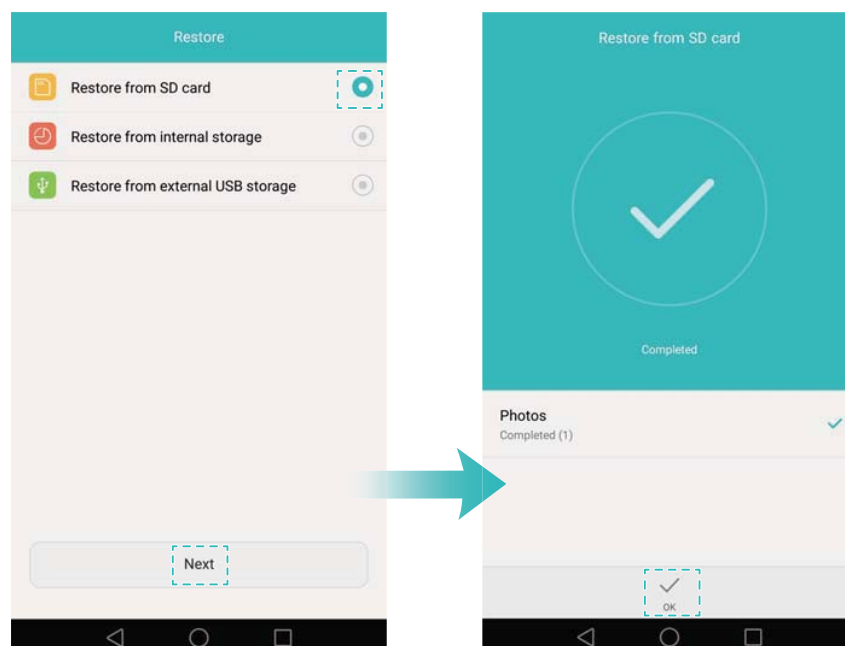 Restore
Restore from SD card
Restore from internal storage
Restore from external USB storage
Next
Restore from SD card
Completed
Photos
Completed (1)
OK